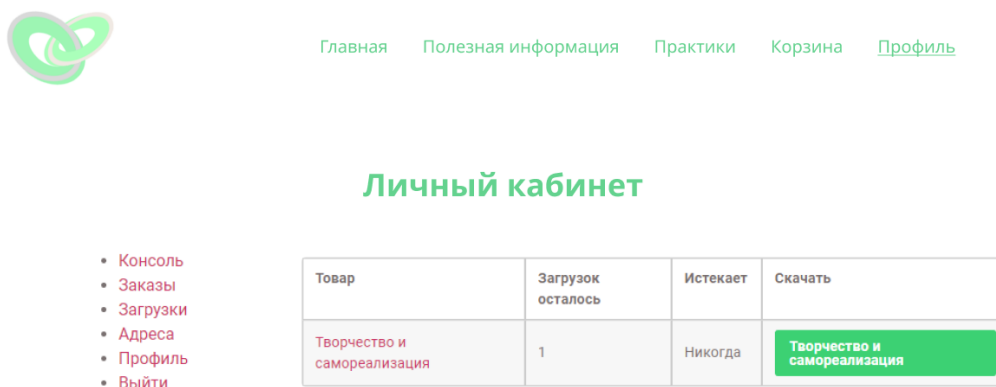 Главная Полезная информация Практики Корзина Профиль
Личный кабинет
Консоль
Заказы
Загрузки
Адреса
Профиль
Выйти
Товар Загрузок осталось Истекает Скачать
Творчество и самореализация 1 Никогда Творчество и самореализация